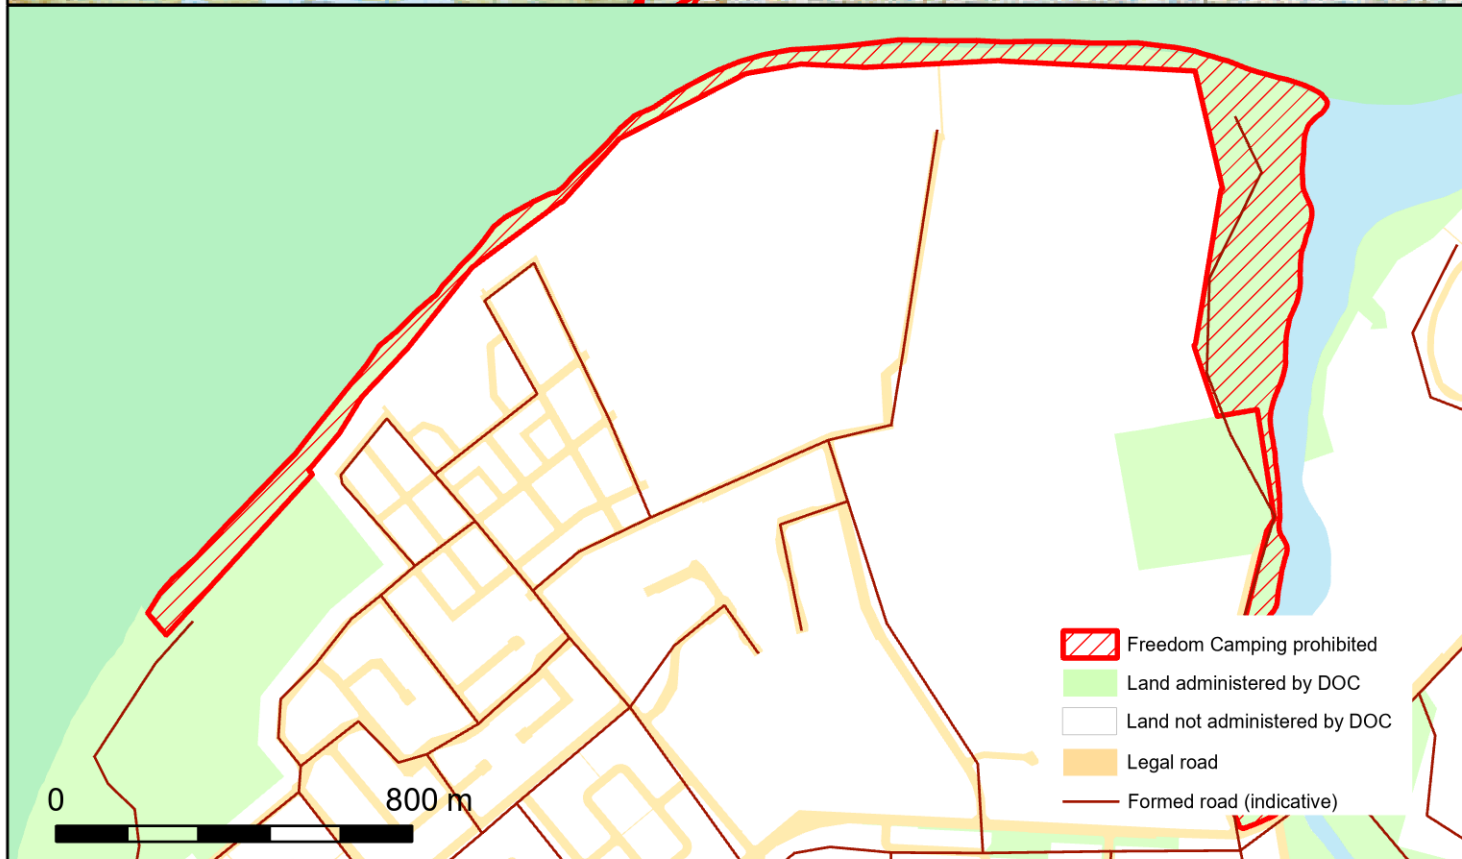 Freedom Camping prohibited
Land administered by DOC
Land not administered by DOC
Legal road
Formed road (indicative)
0 800 m